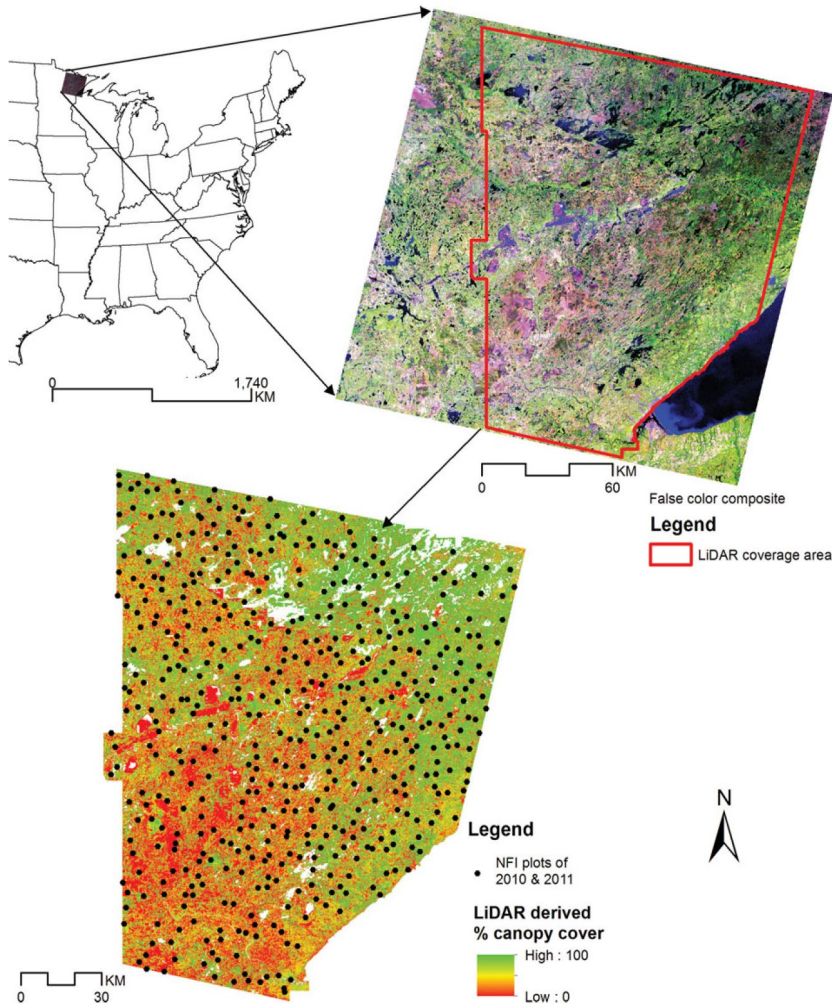 0
1,740
KM
KM
0
60
False color composite
Legend
LiDAR coverage area
N
Legend
NFI plots of
2010 & 2011
LiDAR derived
% canopy cover
High : 100
Low : 0
KM
0
30